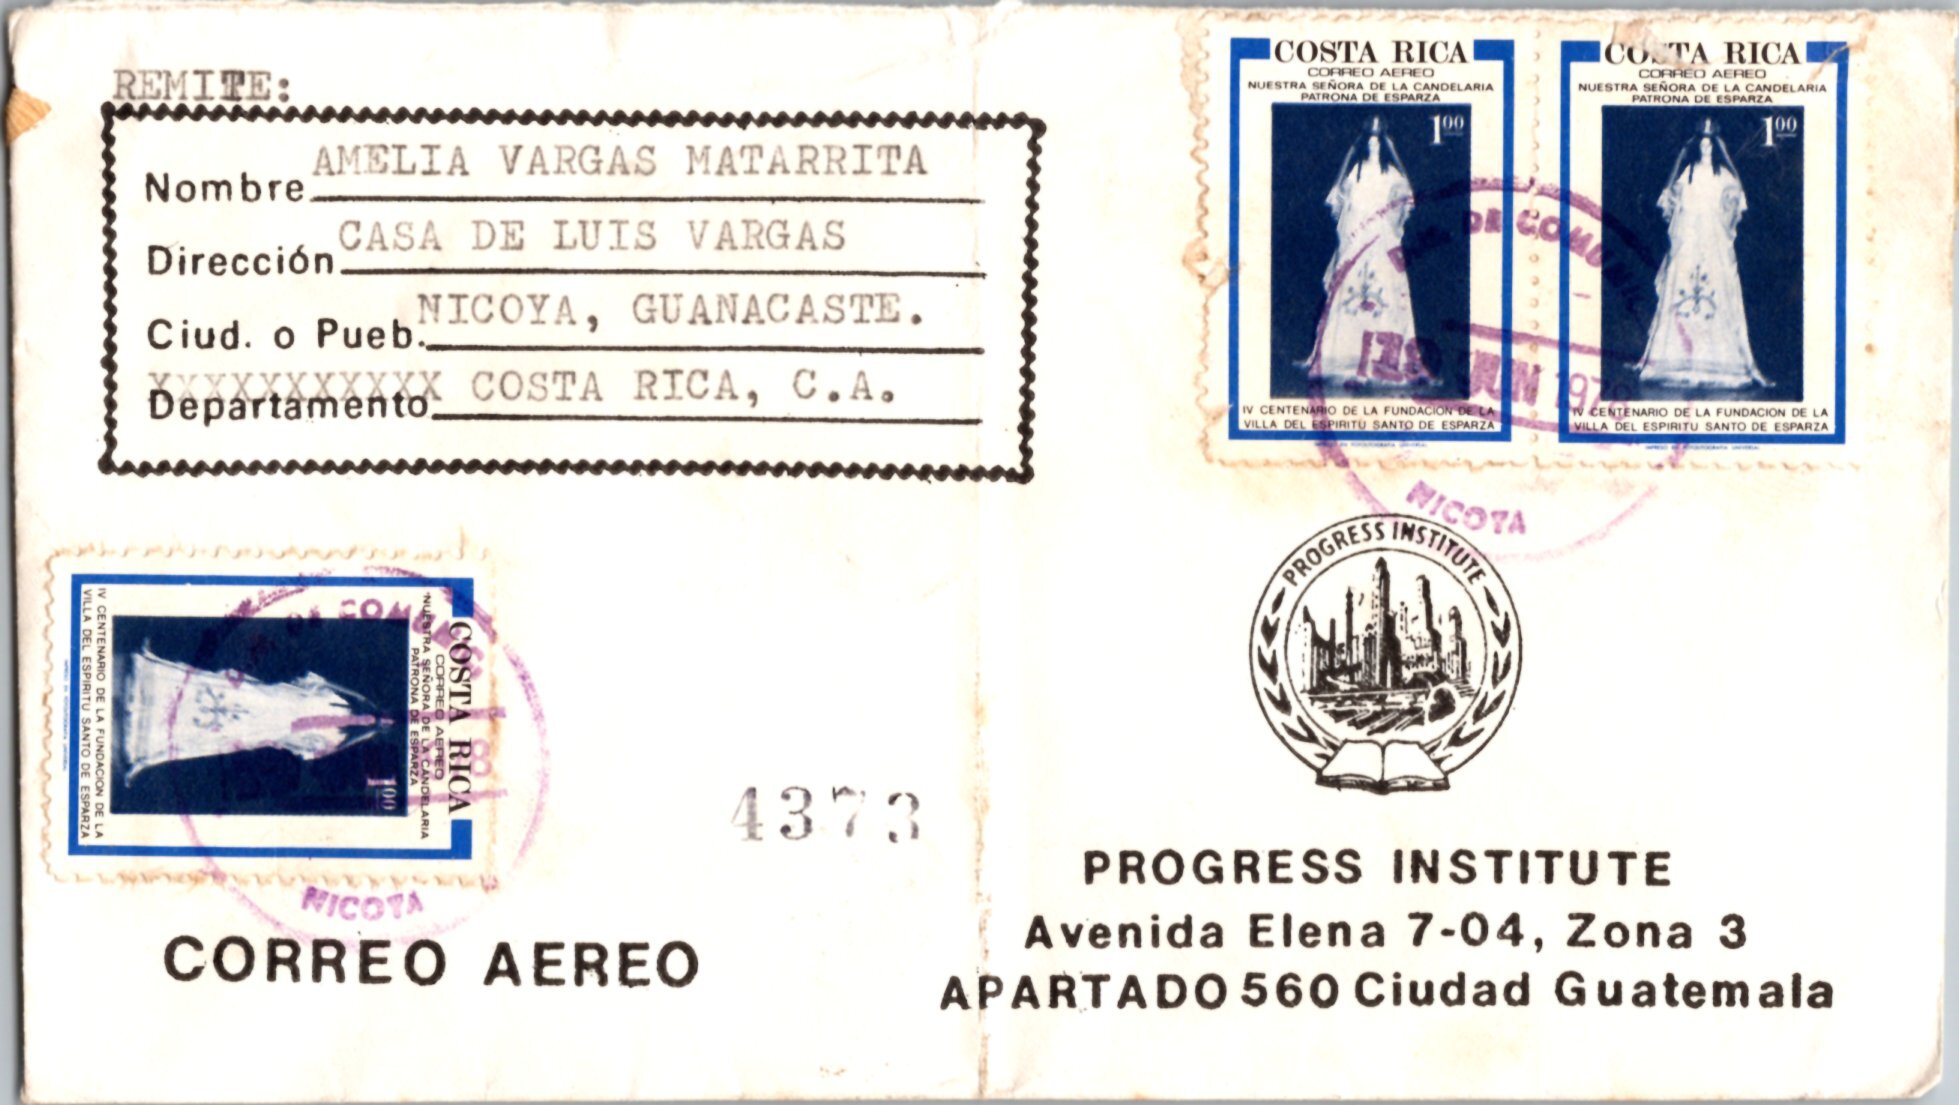 REMITE:
Nombre AMELIA VARGAS MATARRITA
Dirección CASA DE LUIS VARGAS
Ciud. o Pueb. NICOYA, GUANACASTE.
XXXXXXXXXXX COSTA RICA, C.A.
Departamento
COSTA RICA
CORREO AEREO
NUESTRA SEÑORA DE LA CANDELARIA
PATRONA DE ESPARZA
1.00
IV CENTENARIO DE LA FUNDACION DE LA
VILLA DEL ESPIRITU SANTO DE ESPARZA
COSTA RICA
CORREO AEREO
NUESTRA SEÑORA DE LA CANDELARIA
PATRONA DE ESPARZA
1.00
IV CENTENARIO DE LA FUNDACION DE LA
VILLA DEL ESPIRITU SANTO DE ESPARZA
DE
JUN 1978
NICOYA
COSTA RICA
CORREO AEREO
NUESTRA SEÑORA DE LA CANDELARIA
PATRONA DE ESPARZA
1.00
IV CENTENARIO DE LA FUNDACION DE LA
VILLA DEL ESPIRITU SANTO DE ESPARZA
NICOYA
CORREO AEREO
4373
PROGRESS INSTITUTE
PROGRESS INSTITUTE
Avenida Elena 7-04, Zona 3
APARTADO 560 Ciudad Guatemala